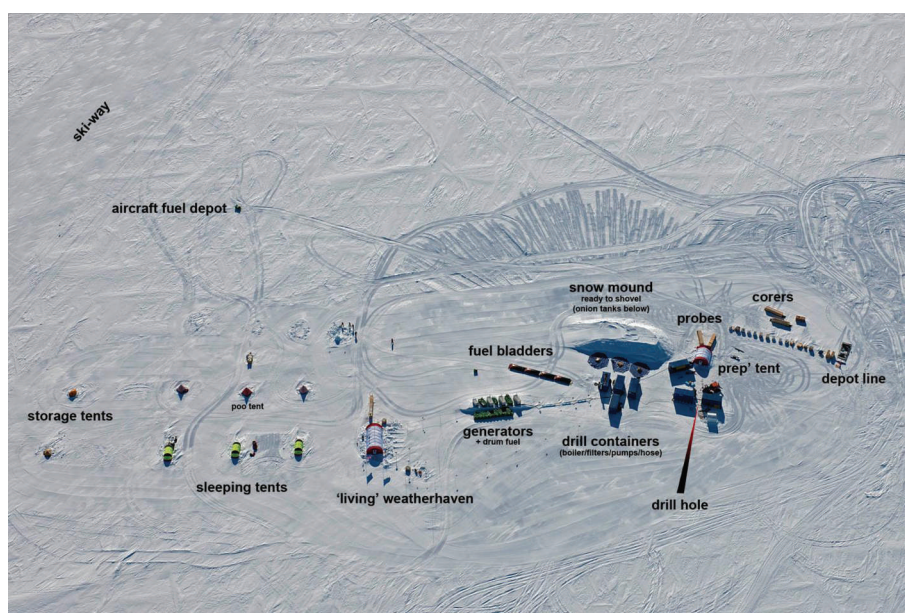 ski-way
aircraft fuel depot
snow mound
ready to shovel
(onion tanks below)
corers
probes
fuel bladders
prep' tent
depot line
storage tents
poo tent
generators
+ drum fuel
drill containers
(boiler/filters/pumps/hose)
sleeping tents
'living' weatherhaven
drill hole